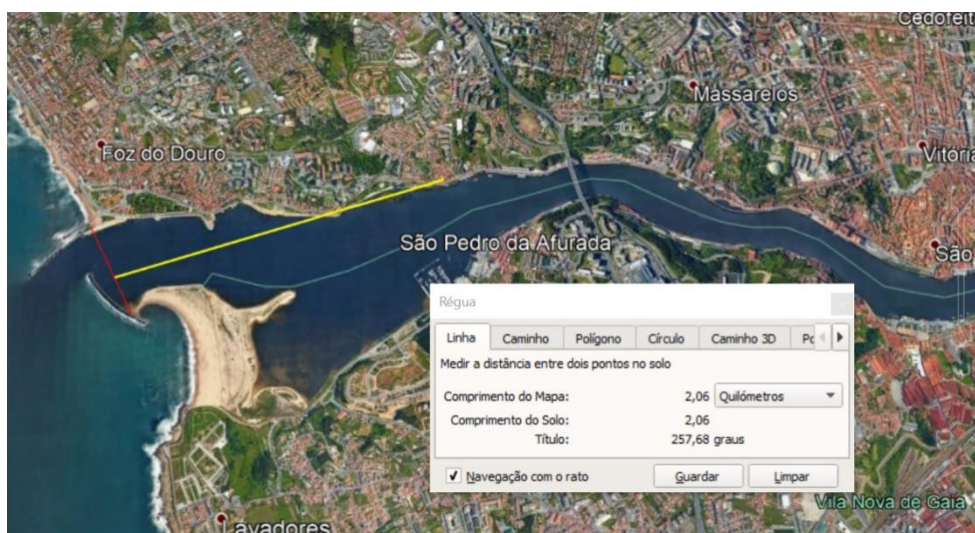 Cedofeit
Massarelos
Foz do Douro
Vitória
São Pedro da Afurada
São
Régua
Linha Caminho Polígono Círculo Caminho 3D Po
Medir a distância entre dois pontos no solo
Comprimento do Mapa: 2,06 Quilómetros
Comprimento do Solo: 2,06
Título: 257,68 graus
Navegação com o rato Guardar Limpar
Vila Nova de Gaia
Lavadores